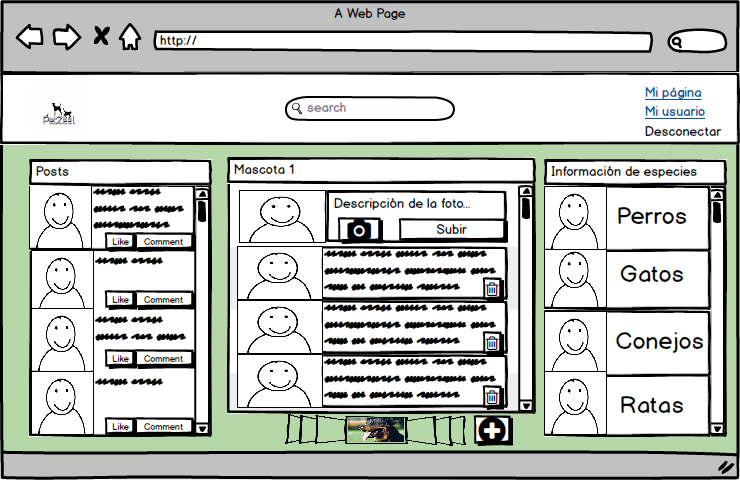 A Web Page
http://
search
Mi página
Mi usuario
Desconectar
PetZeal
Posts
Like
Comment
Like
Comment
Like
Comment
Like
Comment
Mascota 1
Descripción de la foto...
Subir
Información de especies
Perros
Gatos
Conejos
Ratas